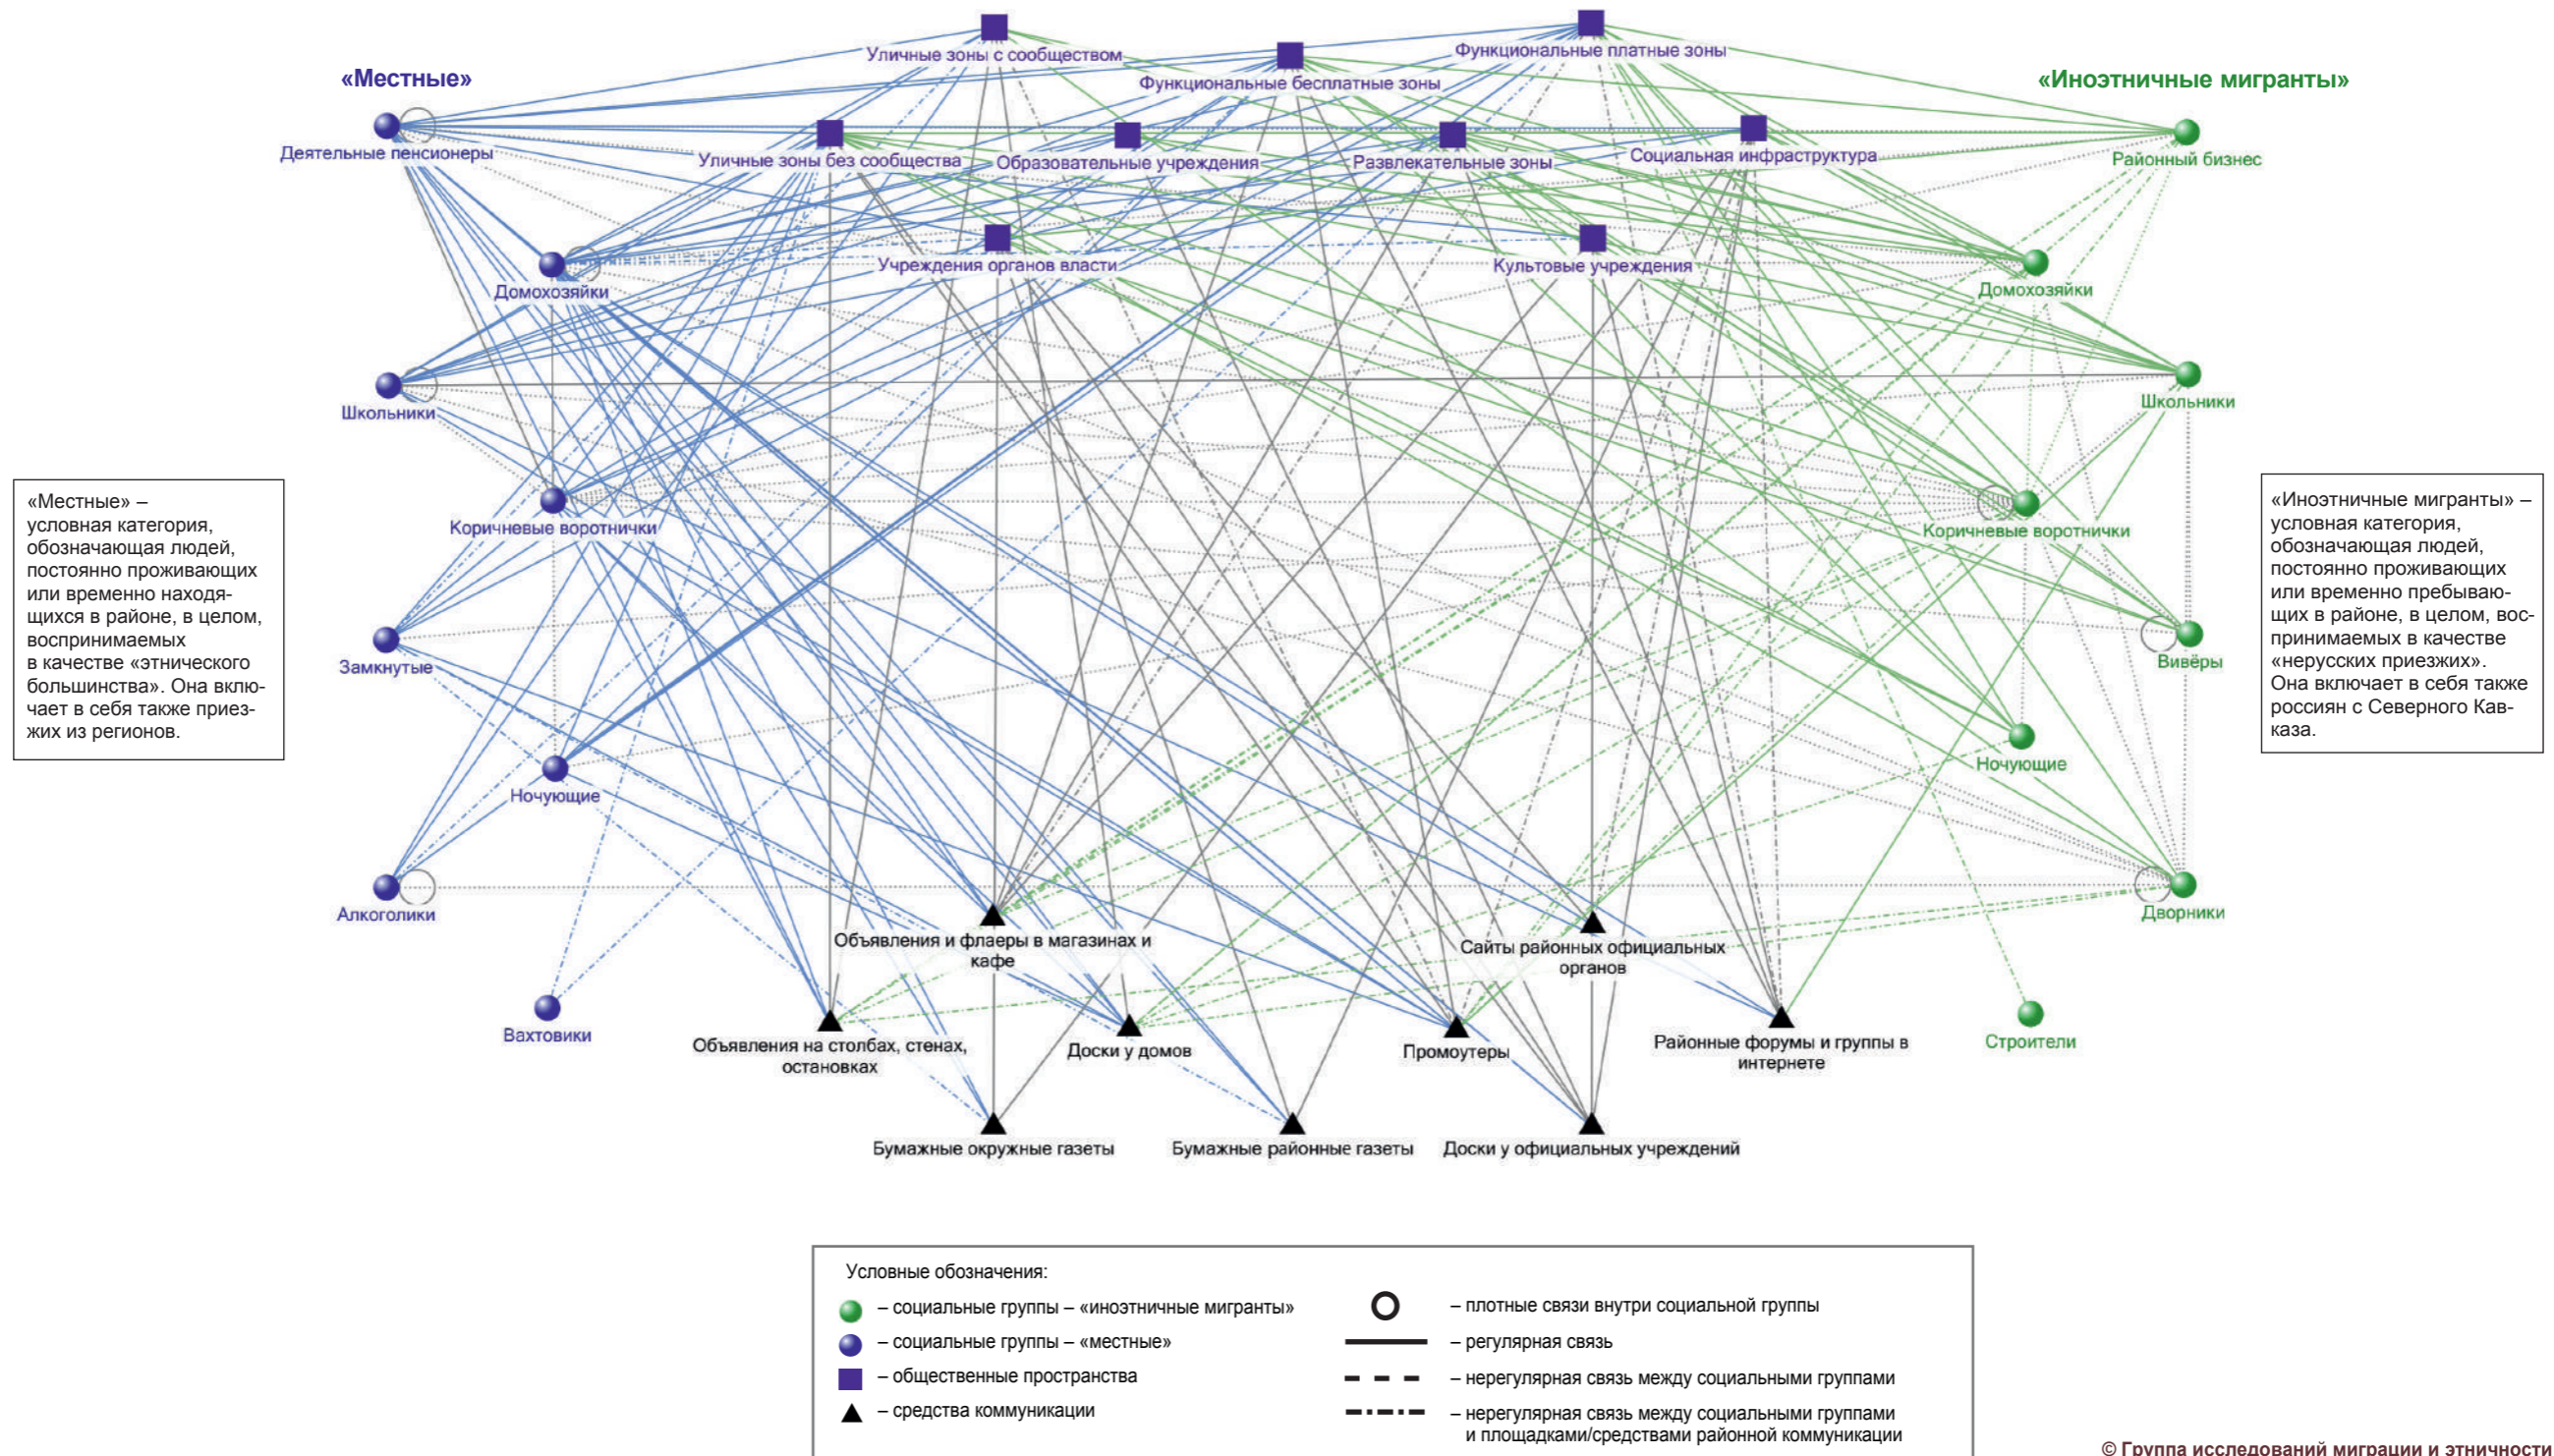 Уличные зоны с сообществом
Функциональные платные зоны
Функциональные бесплатные зоны
«Местные»
«Иноэтничные мигранты»
Деятельные пенсионеры
Уличные зоны без сообщества
Образовательные учреждения
Развлекательные зоны
Социальная инфраструктура
Районный бизнес
Домохозяйки
Учреждения органов власти
Культовые учреждения
Домохозяйки
Школьники
Школьники
Коричневые воротнички
Коричневые воротнички
«Местные» –
условная категория,
обозначающая людей,
постоянно проживающих
или временно находя-
щихся в районе, в целом,
воспринимаемых
в качестве «этнического
большинства». Она вклю-
чает в себя также приез-
жих из регионов.
«Иноэтничные мигранты» –
условная категория,
обозначающая людей,
постоянно проживающих
или временно пребываю-
щих в районе, в целом, вос-
принимаемых в качестве
«нерусских приезжих».
Она включает в себя также
россиян с Северного Кав-
каза.
Замкнутые
Вивёры
Ночующие
Ночующие
Алкоголики
Дворники
Объявления и флаеры в магазинах и
кафе
Сайты районных официальных
органов
Вахтовики
Объявления на столбах, стенах,
остановках
Доски у домов
Промоутеры
Районные форумы и группы в
интернете
Строители
Бумажные окружные газеты
Бумажные районные газеты
Доски у официальных учреждений
Условные обозначения:
– социальные группы – «иноэтничные мигранты»
– социальные группы – «местные»
– общественные пространства
– средства коммуникации
– плотные связи внутри социальной группы
– регулярная связь
– нерегулярная связь между социальными группами
– нерегулярная связь между социальными группами
и площадками/средствами районной коммуникации
© Группа исследований миграции и этничности